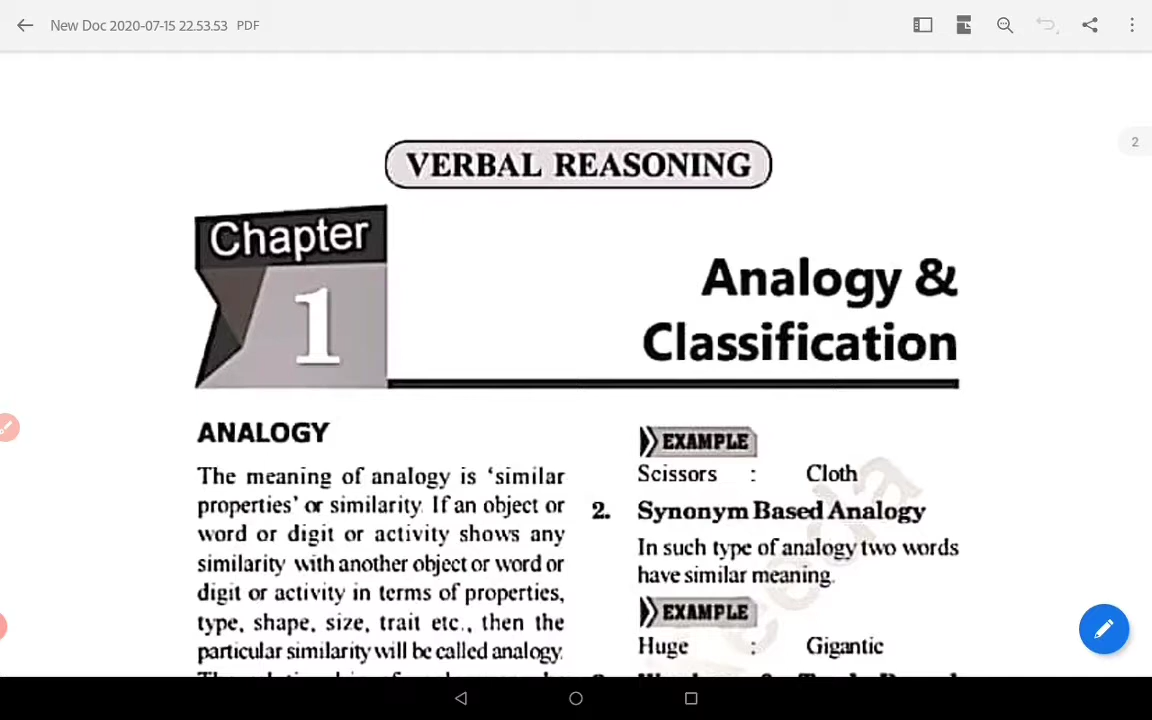 New Doc 2020-07-15 22.53.53 PDF
2
VERBAL REASONING
Chapter
1
Analogy &
Classification
ANALOGY
The meaning of analogy is ‘similar
properties’ or similarity. If an object or
word or digit or activity shows any
similarity with another object or word or
digit or activity in terms of properties,
type, shape, size, trait etc., then the
particular similarity will be called analogy.
EXAMPLE
Scissors : Cloth
2. Synonym Based Analogy
In such type of analogy two words
have similar meaning.
EXAMPLE
Huge : Gigantic